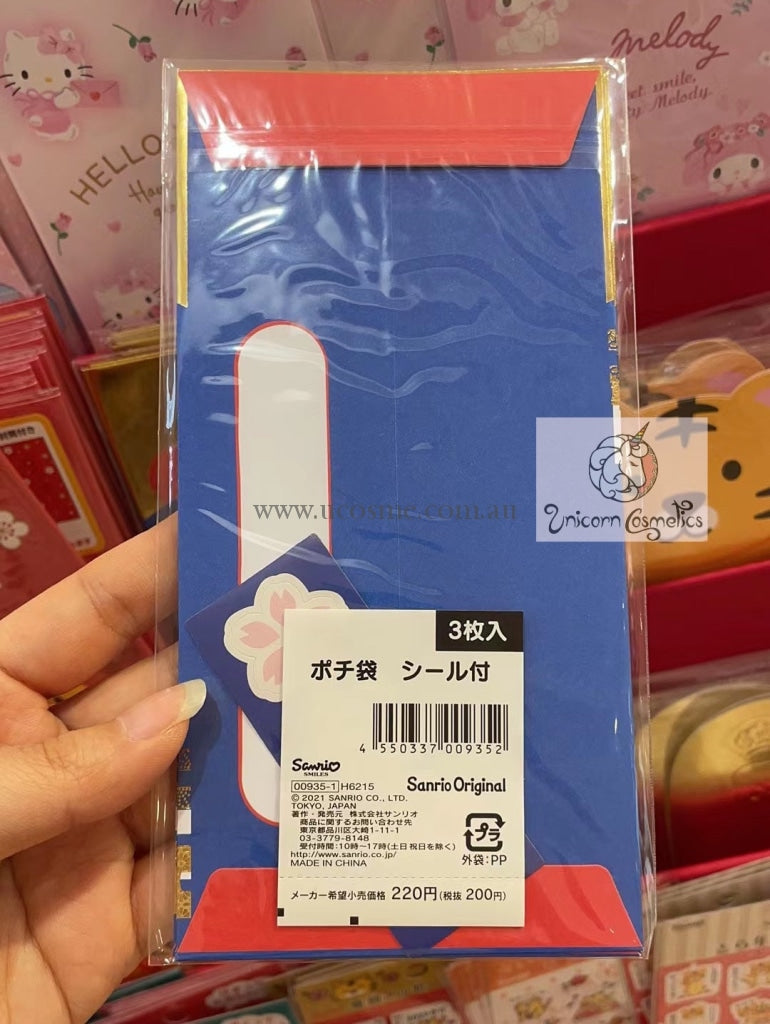 melody
HELLO
www.ucosme.com.au
Unicorn Cosmetics
3枚入
ポチ袋 シール付
4 550337 009352
Sanrio
SMILES
00935-1 H6215
Sanrio Original
© 2021 SANRIO CO., LTD.
TOKYO, JAPAN
著作・発売元 株式会社サンリオ
商品に関するお問い合わせ先
東京都品川区大崎1-11-1
03-3779-8148
受付時間:10時〜17時(土日祝日を除く)
http://www.sanrio.co.jp/
MADE IN CHINA
プラ
外袋:PP
メーカー希望小売価格 220円(税抜 200円)